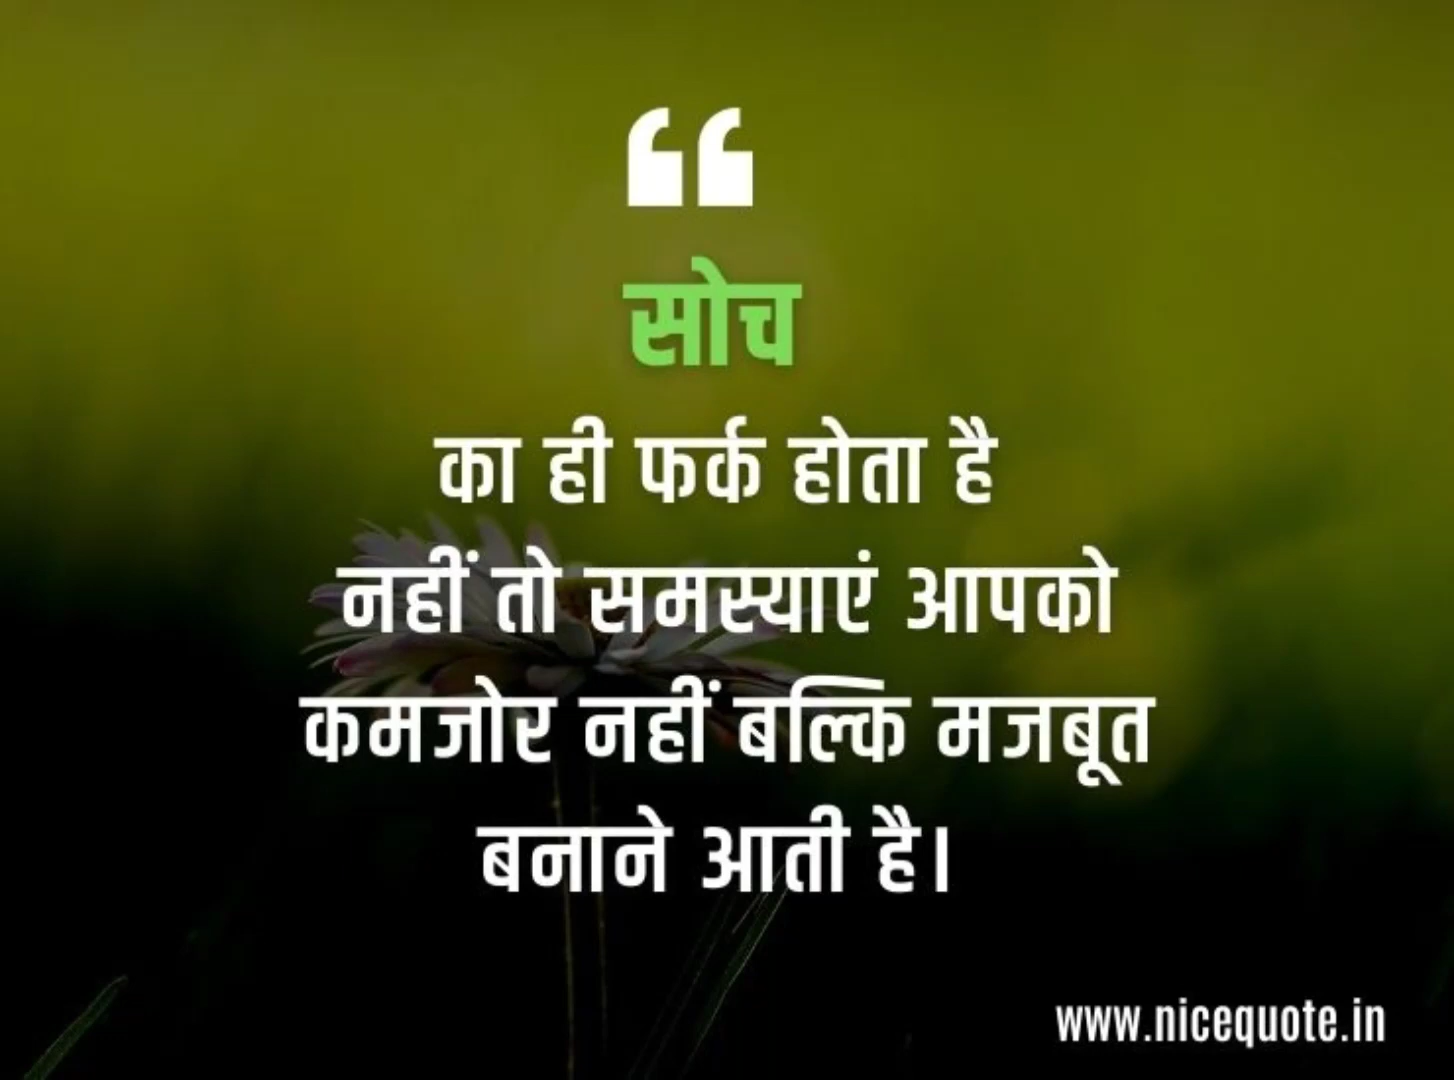 “
सोच
का ही फर्क होता है
नहीं तो समस्याएं आपको
कमजोर नहीं बल्कि मजबूत
बनाने आती है।
www.nicequote.in